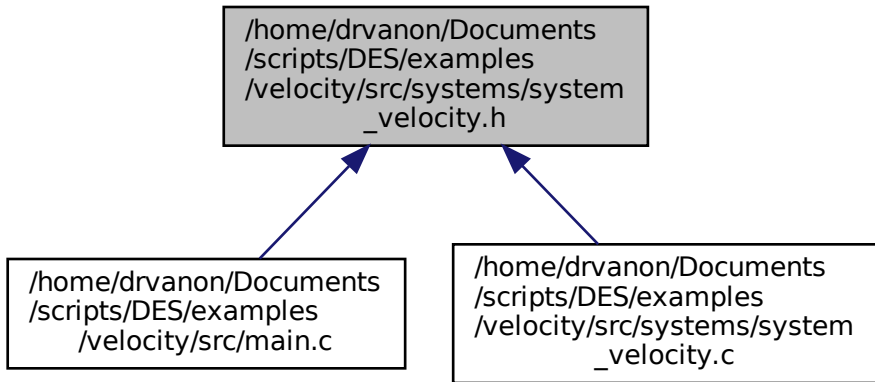 /home/drvanon/Documents
/scripts/DES/examples
/velocity/src/systems/system
_velocity.h
/home/drvanon/Documents
/scripts/DES/examples
/velocity/src/main.c
/home/drvanon/Documents
/scripts/DES/examples
/velocity/src/systems/system
_velocity.c